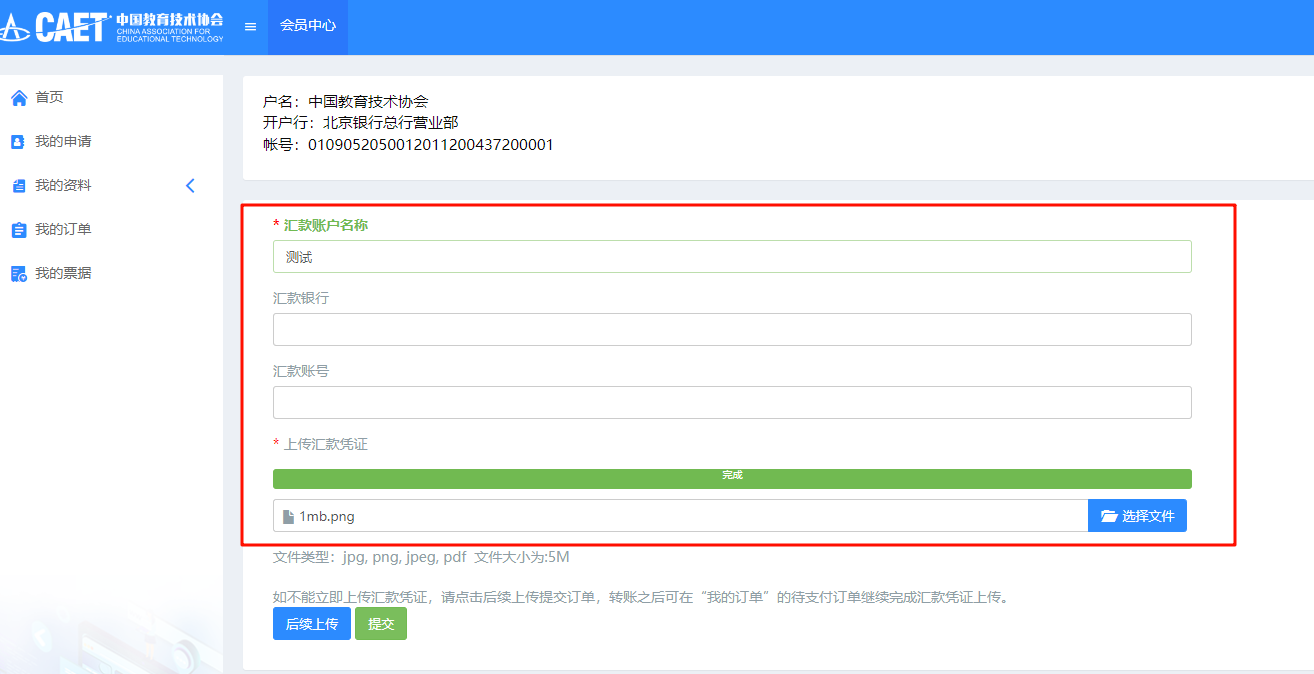 CAET 中国教育技术协会
CHINA ASSOCIATION FOR
EDUCATIONAL TECHNOLOGY
会员中心
首页
我的申请
我的资料
我的订单
我的票据
户名：中国教育技术协会
开户行：北京银行总行营业部
帐号：01090520500120111200437200001
* 汇款账户名称
测试
汇款银行
汇款账号
* 上传汇款凭证
完成
1mb.png
选择文件
文件类型：jpg, png, jpeg, pdf 文件大小为:5M
如不能立即上传汇款凭证，请点击后续上传提交订单，转账之后可在“我的订单”的待支付订单继续完成汇款凭证上传。
后续上传
提交